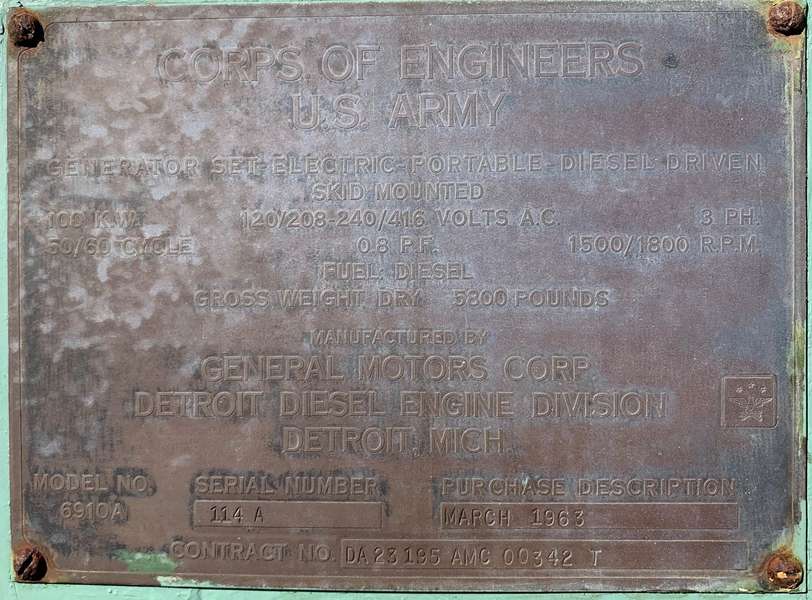 CORPS OF ENGINEERS
U.S. ARMY
GENERATOR SET-ELECTRIC-PORTABLE-DIESEL DRIVEN
SKID MOUNTED
100 K.W. 120/208-240/416 VOLTS A.C. 3 PH.
50/60 CYCLE 0.8 P.F. 1500/1800 R.P.M.
FUEL: DIESEL
GROSS WEIGHT DRY 5800 POUNDS
MANUFACTURED BY
GENERAL MOTORS CORP
DETROIT DIESEL ENGINE DIVISION
DETROIT, MICH
MODEL NO. SERIAL NUMBER PURCHASE DESCRIPTION
6910A 114 A MARCH 1963
CONTRACT NO. DA 23 195 AMC 00342 T